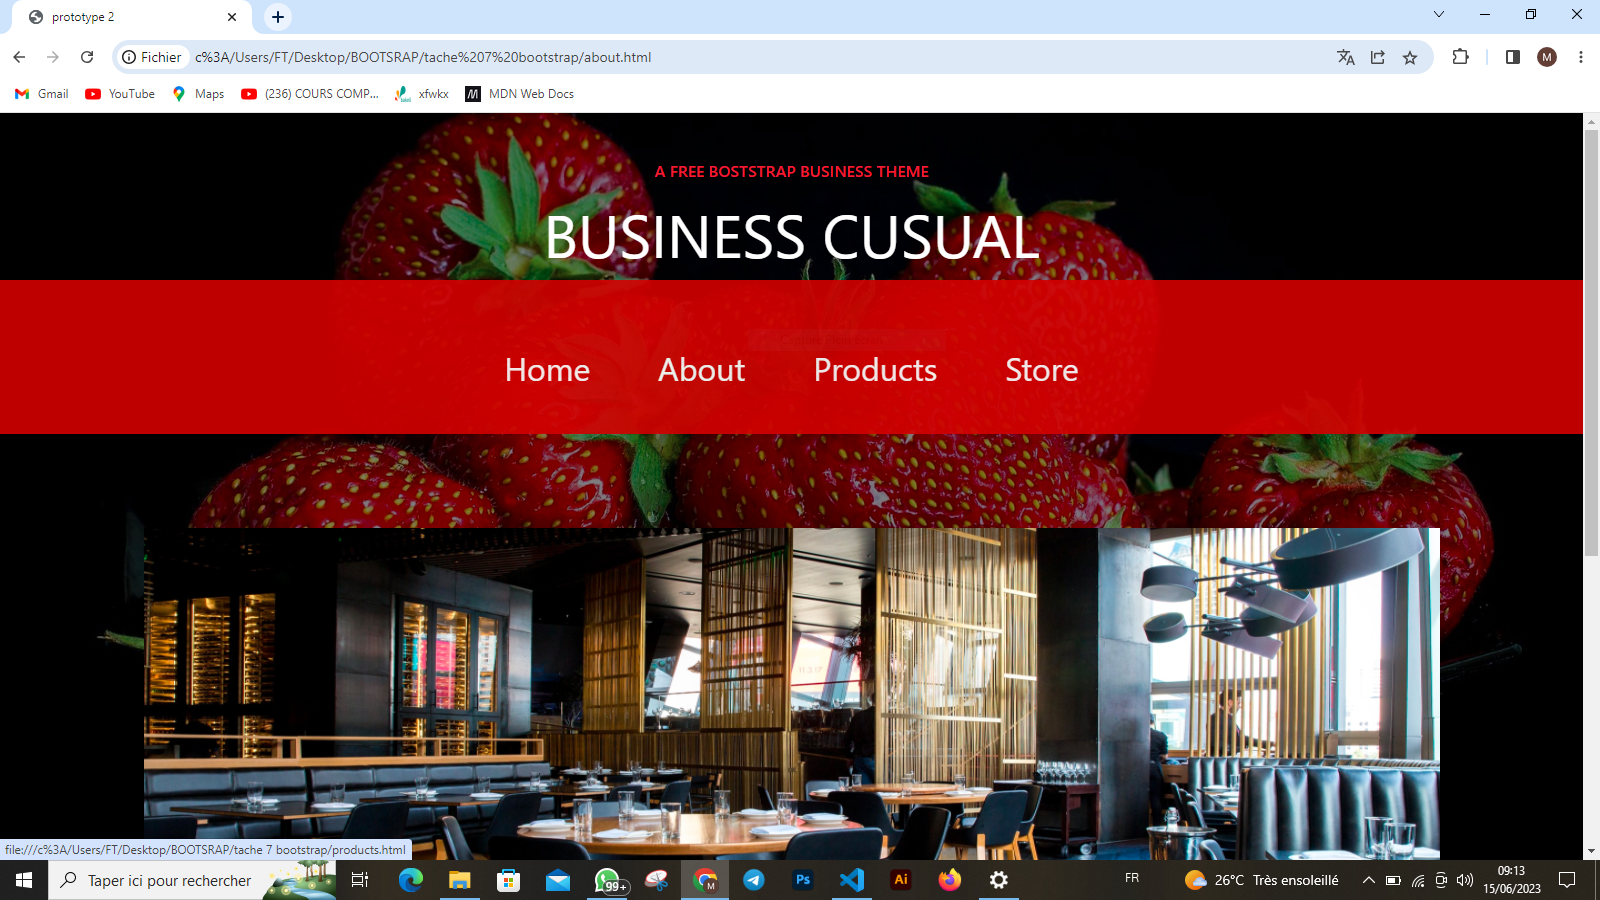 prototype 2
Fichier c%3A/Users/FT/Desktop/BOOTSRAP/tache%207%20bootstrap/about.html
M
Gmail YouTube Maps (236) COURS COMP... xfwkx MDN Web Docs
A FREE BOSTSTRAP BUSINESS THEME
BUSINESS CUSUAL
Home About Products Store
file:///c%3A/Users/FT/Desktop/BOOTSRAP/tache 7 bootstrap/products.html
Taper ici pour rechercher
99+
M
Ps
Ai
FR
26°C Très ensoleillé
09:13
15/06/2023